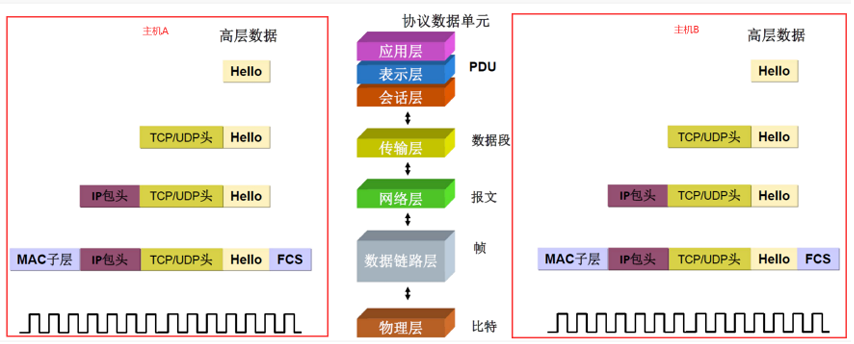 主机A
高层数据
Hello
TCP/UDP头 Hello
IP包头 TCP/UDP头 Hello
MAC子层 IP包头 TCP/UDP头 Hello FCS
协议数据单元
应用层
表示层
会话层
PDU
传输层 数据段
网络层 报文
数据链路层 帧
物理层 比特
主机B
高层数据
Hello
TCP/UDP头 Hello
IP包头 TCP/UDP头 Hello
MAC子层 IP包头 TCP/UDP头 Hello FCS